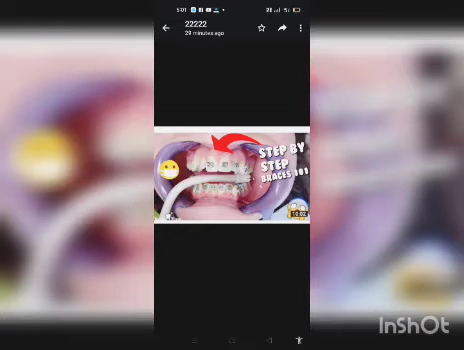 5:01
22222
29 minutes ago
STEP BY
STEP
BRACES 101
10:02
InShOt